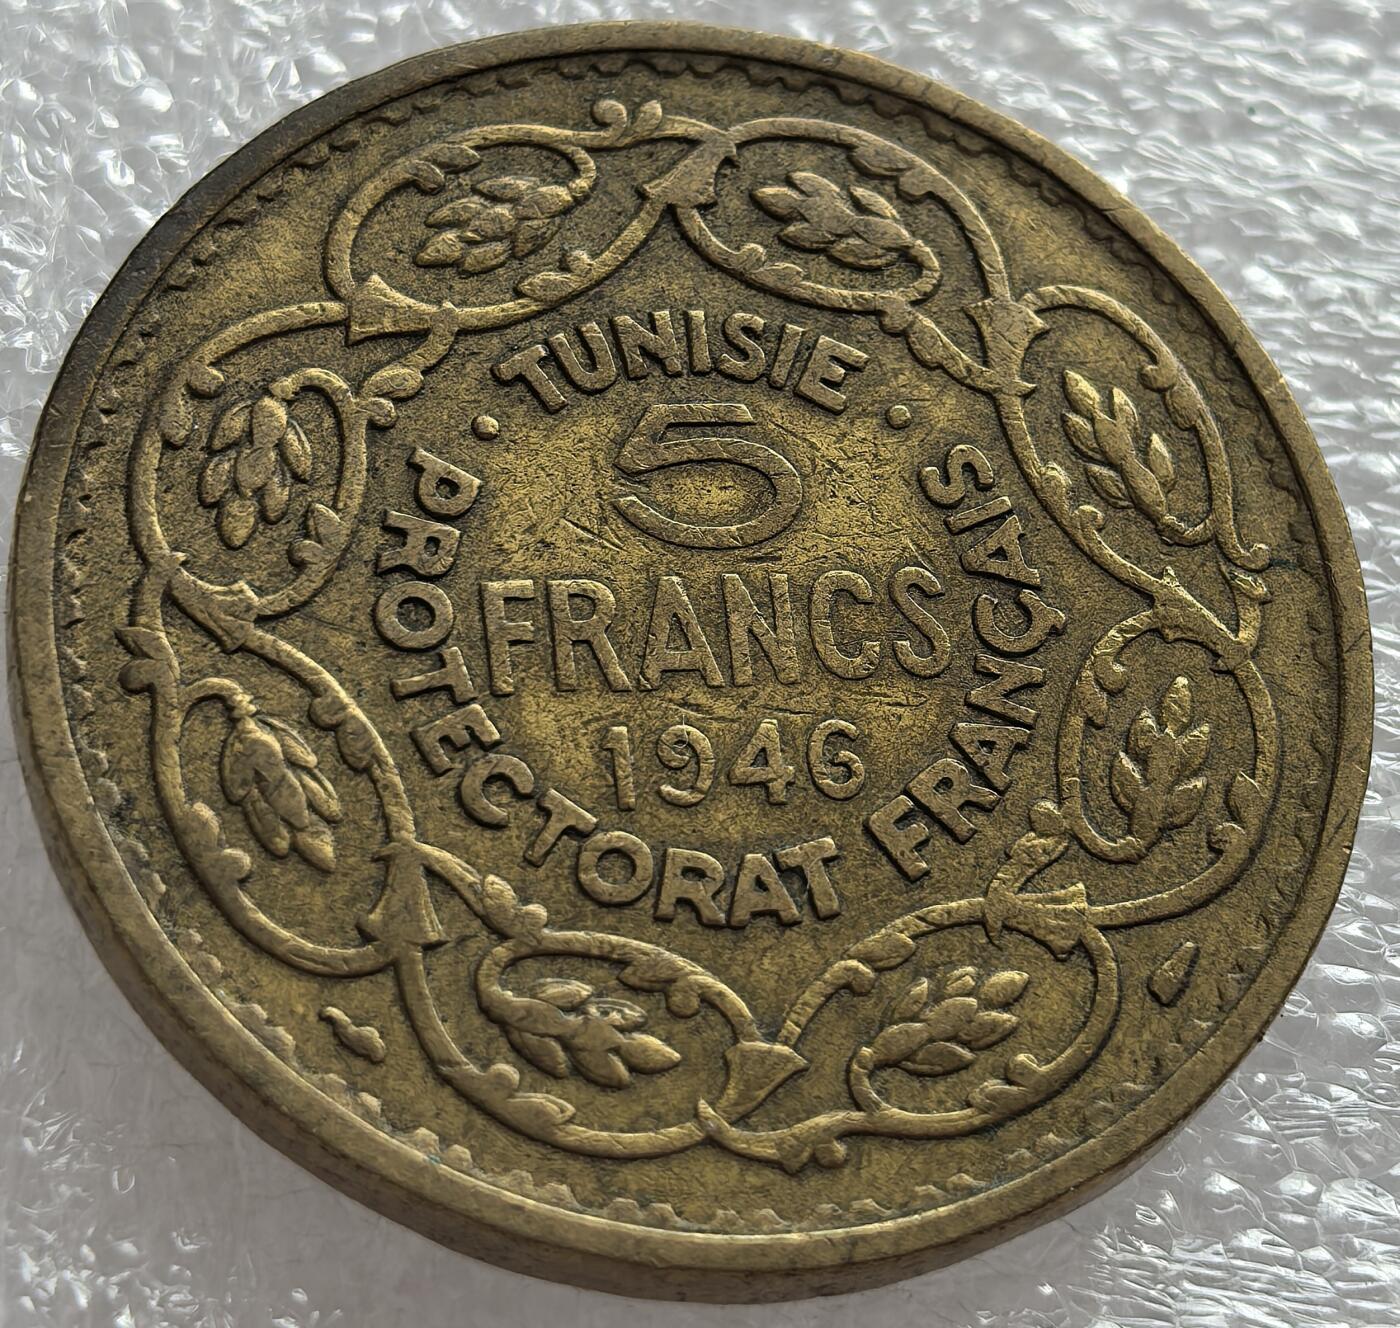 · TUNISIE ·
5
FRANCS
1946
PROTECTORAT FRANÇAIS